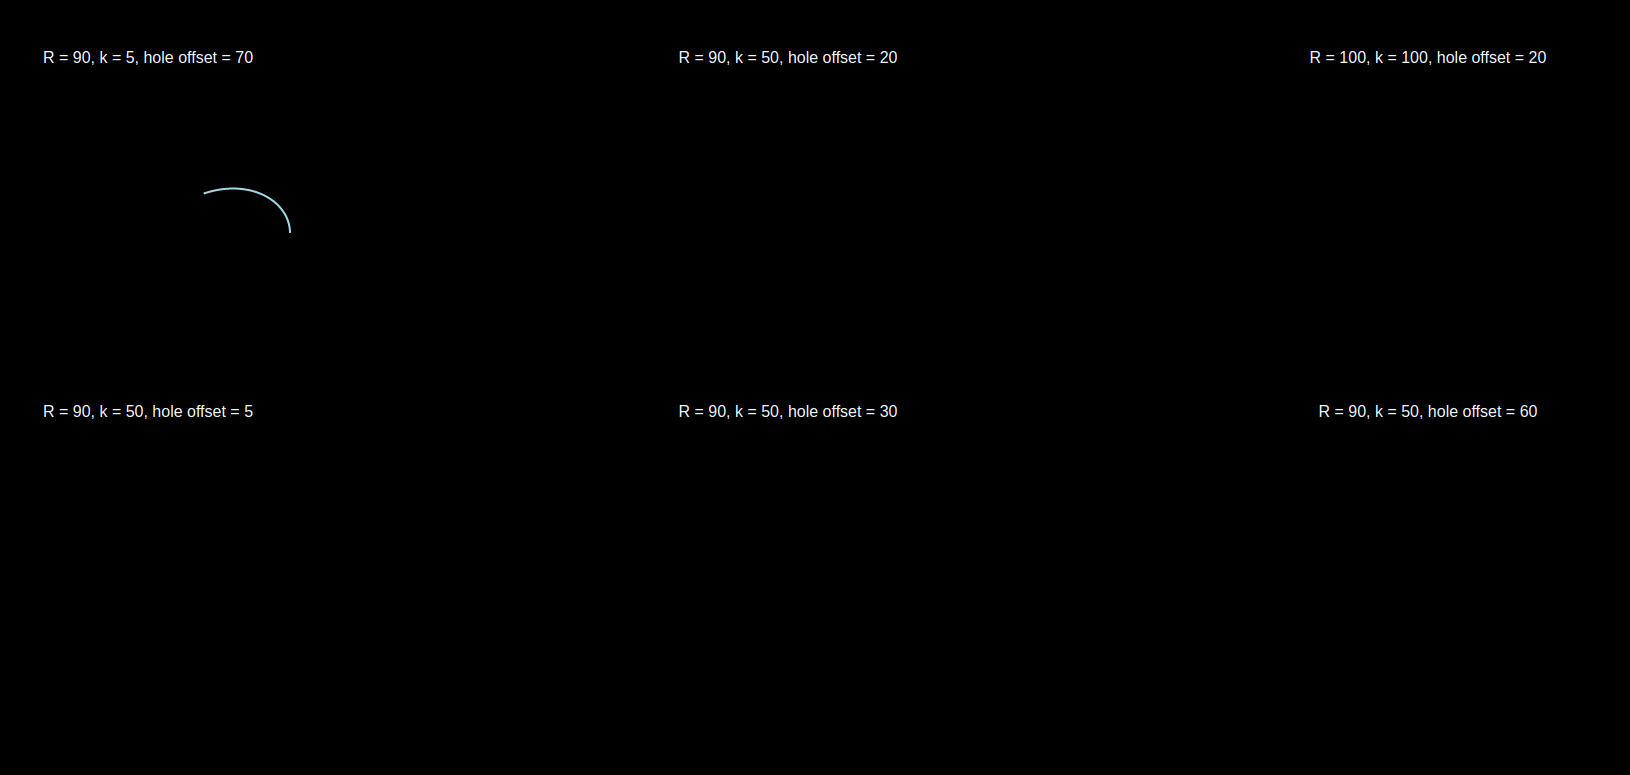 R = 90, k = 5, hole offset = 70
R = 90, k = 50, hole offset = 20
R = 100, k = 100, hole offset = 20
R = 90, k = 50, hole offset = 5
R = 90, k = 50, hole offset = 30
R = 90, k = 50, hole offset = 60